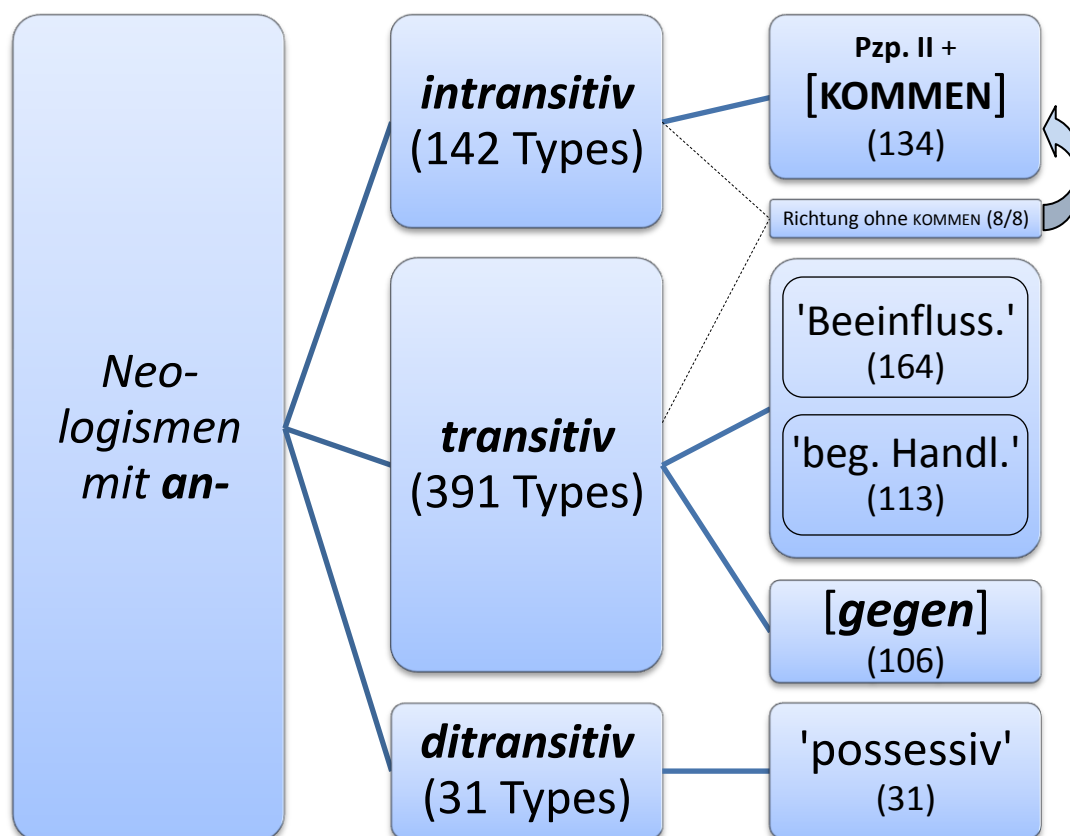 Neo-
logismen
mit an-
intransitiv
(142 Types)
transitiv
(391 Types)
ditransitiv
(31 Types)
Pzp. II +
[KOMMEN]
(134)
Richtung ohne KOMMEN (8/8)
'Beeinfluss.'
(164)
'beg. Handl.'
(113)
[gegen]
(106)
'possessiv'
(31)